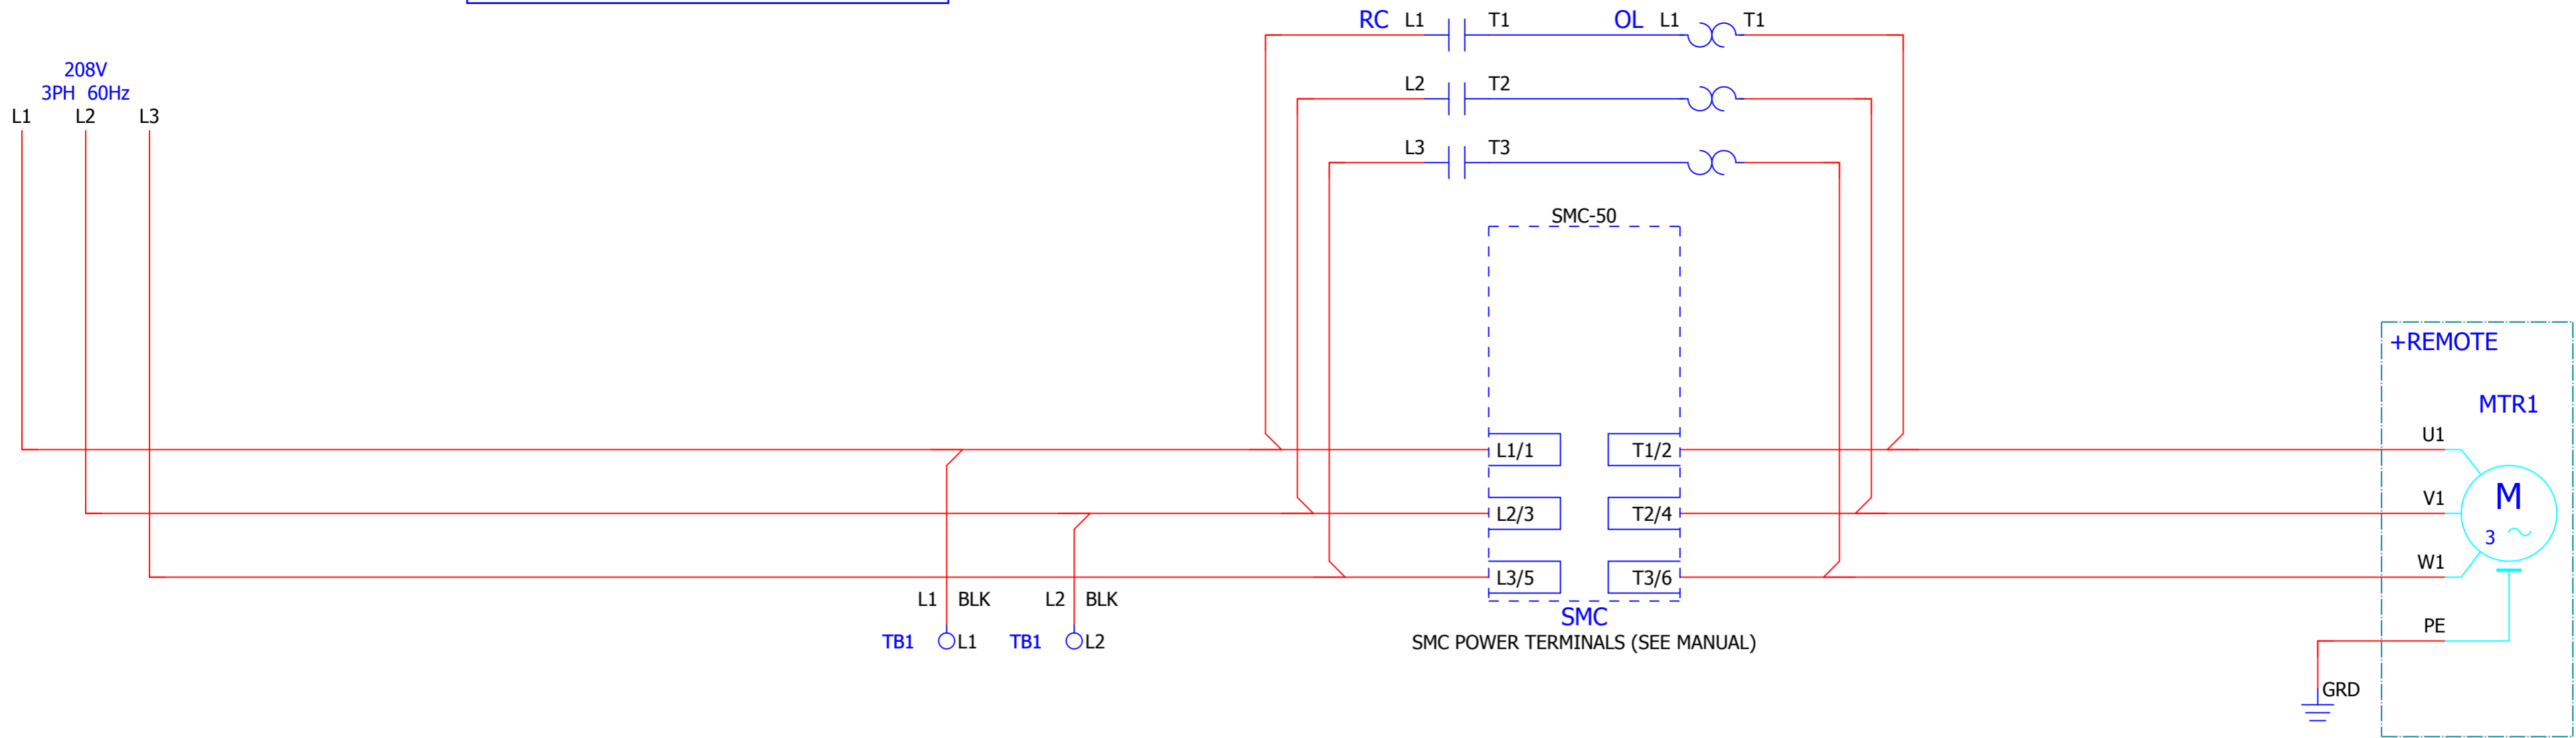 RC L1 T1 OL L1 T1
208V
3PH 60Hz
L1 L2 L3
L2 T2
L3 T3
SMC-50
+REMOTE
MTR1
U1
L1/1 T1/2
V1
M
3
L2/3 T2/4
W1
L3/5 T3/6
L1 BLK L2 BLK
SMC
PE
TB1 L1 TB1 L2
SMC POWER TERMINALS (SEE MANUAL)
GRD